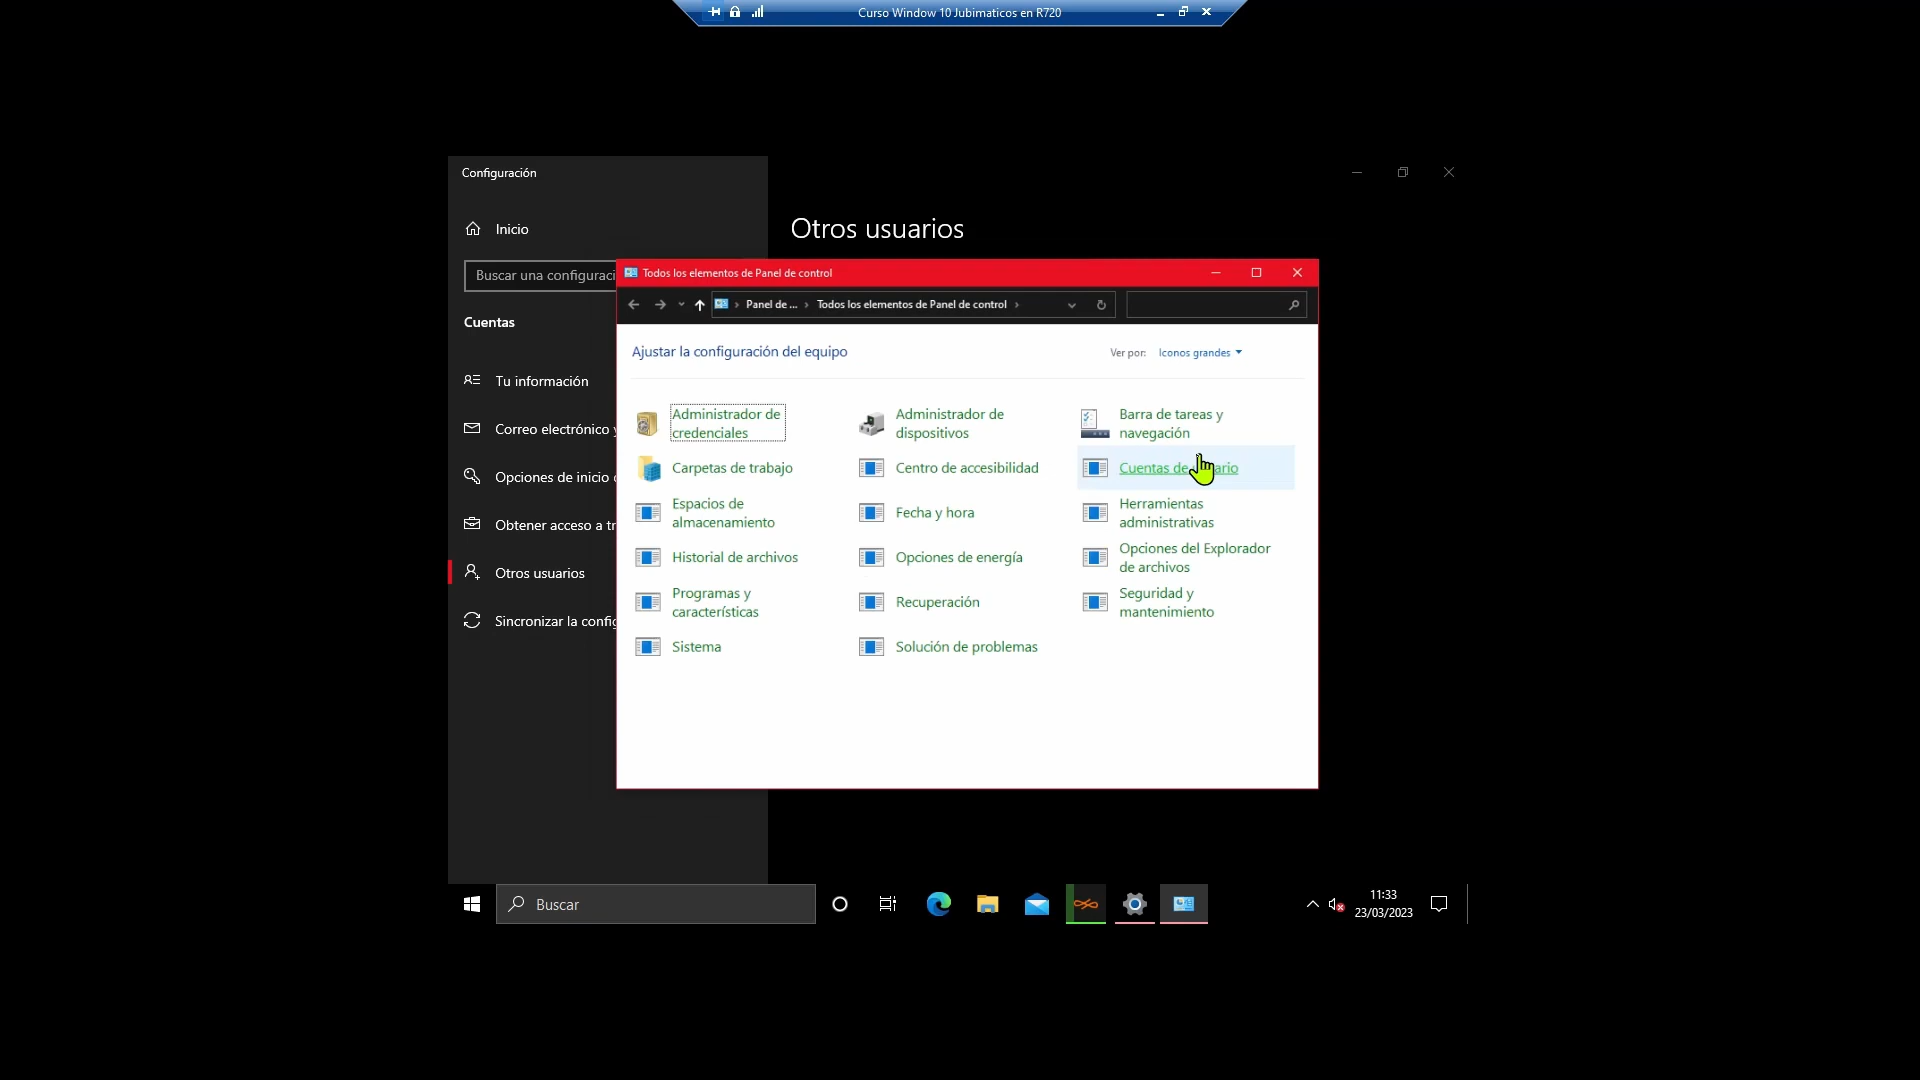 Curso Window 10 Jubimaticos en R720
Configuración
Inicio
Otros usuarios
Buscar una configuraci
Cuentas
Tu información
Correo electrónico y
Opciones de inicio
Obtener acceso a tr
Otros usuarios
Sincronizar la config
Todos los elementos de Panel de control
Panel de ... › Todos los elementos de Panel de control ›
Ajustar la configuración del equipo
Ver por: Iconos grandes
Administrador de
credenciales
Administrador de
dispositivos
Barra de tareas y
navegación
Carpetas de trabajo
Centro de accesibilidad
Cuentas de
Espacios de
almacenamiento
Fecha y hora
Herramientas
administrativas
Historial de archivos
Opciones de energía
Opciones del Explorador
de archivos
Programas y
características
Recuperación
Seguridad y
mantenimiento
Sistema
Solución de problemas
Buscar
11:33
23/03/2023